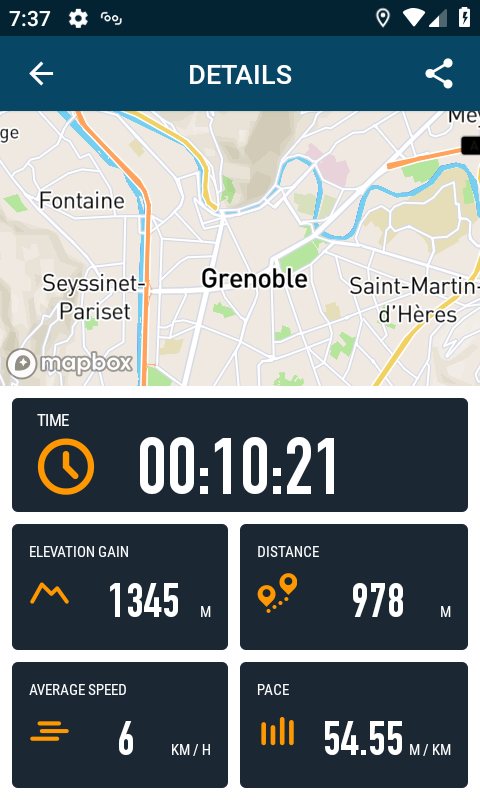 7:37
DETAILS
Mey
ge
Fontaine
Seyssinet-
Pariset
Grenoble
Saint-Martin-
d'Hères
mapbox
TIME
00:10:21
ELEVATION GAIN
1345 M
DISTANCE
978 M
AVERAGE SPEED
6 KM / H
PACE
54.55 M / KM